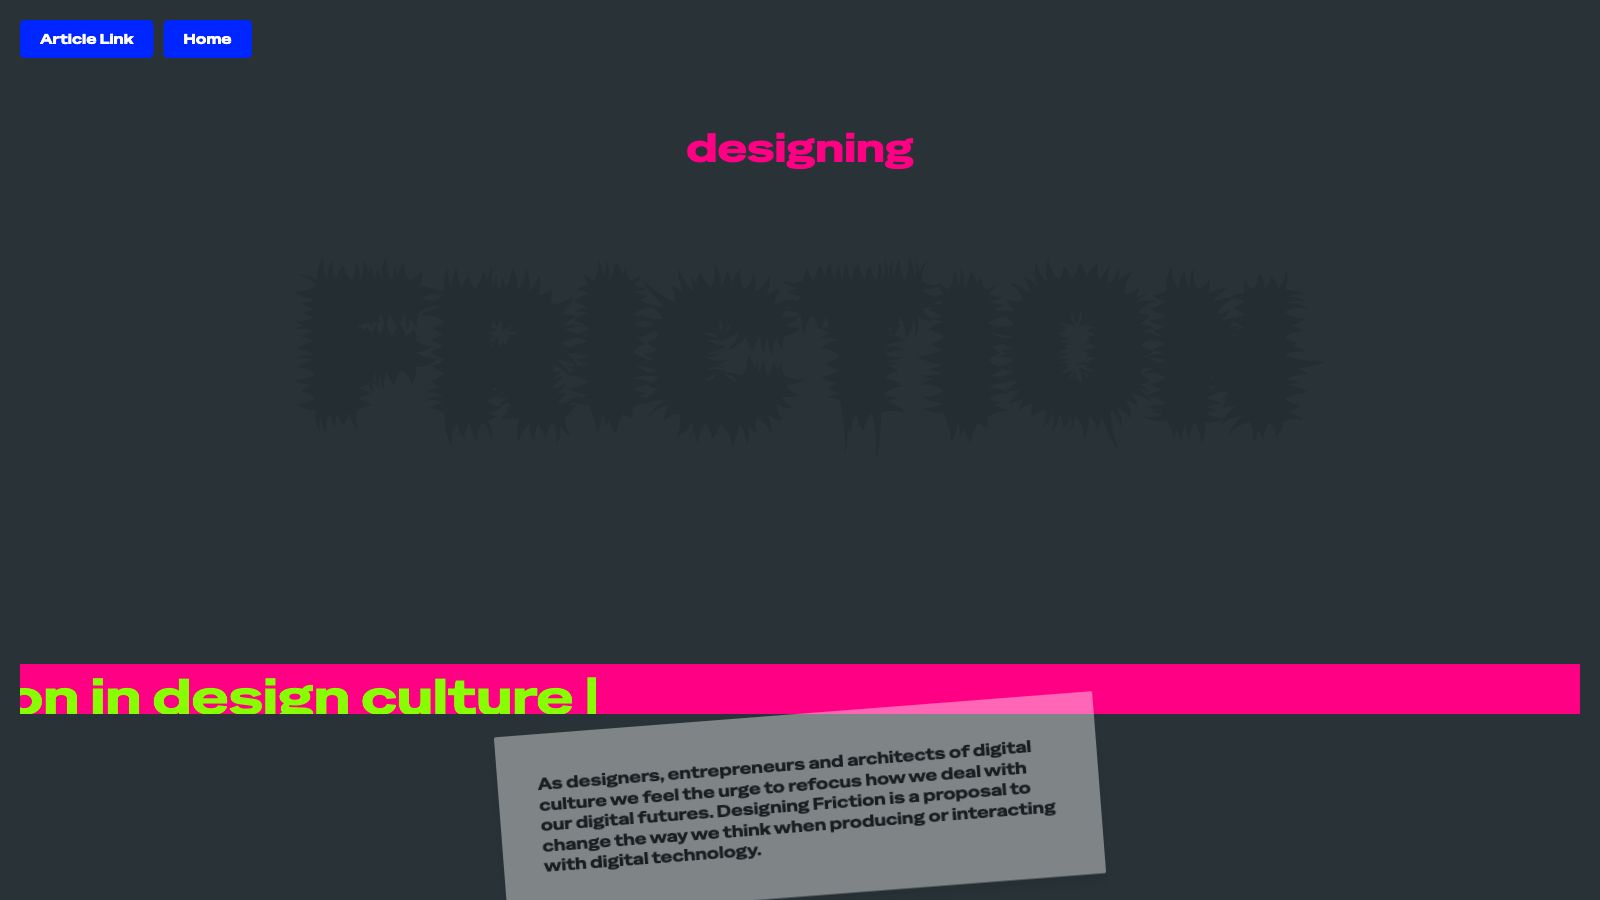 Article Link
Home
designing
FRICTION
on in design culture |
As designers, entrepreneurs and architects of digital
culture we feel the urge to refocus how we deal with
our digital futures. Designing Friction is a proposal to
change the way we think when producing or interacting
with digital technology.